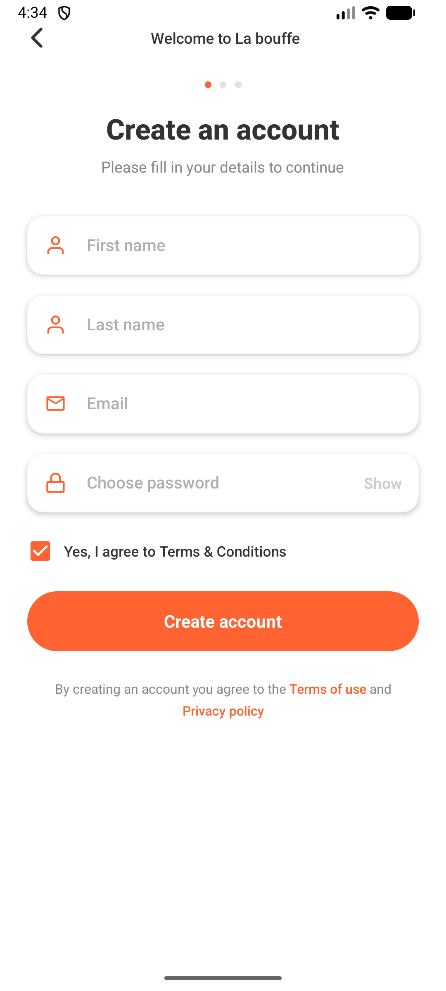 4:34
Welcome to La bouffe
Create an account
Please fill in your details to continue
First name
Last name
Email
Choose password Show
Yes, I agree to Terms & Conditions
Create account
By creating an account you agree to the Terms of use and
Privacy policy